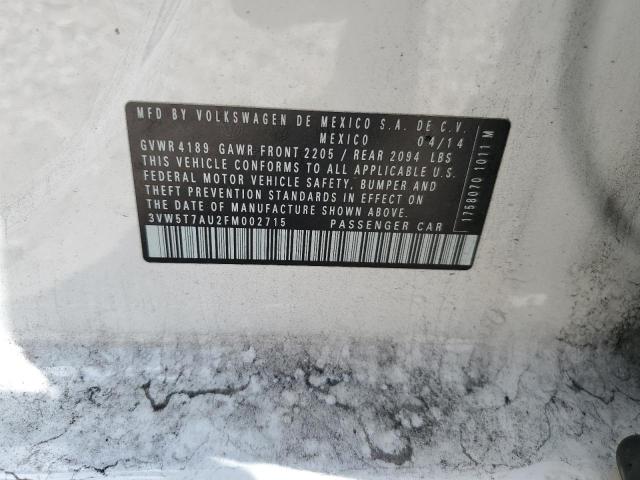 MFD BY VOLKSWAGEN DE MEXICO S.A. DE C.V.
MEXICO 04/14
GVWR 4189 GAWR FRONT 2205 / REAR 2094 LBS
THIS VEHICLE CONFORMS TO ALL APPLICABLE U.S.
FEDERAL MOTOR VEHICLE SAFETY, BUMPER AND
THEFT PREVENTION STANDARDS IN EFFECT ON
THE DATE OF MANUFACTURE SHOWN ABOVE.
3VW5T7AU2FM002715 PASSENGER CAR
1758070 1011 M